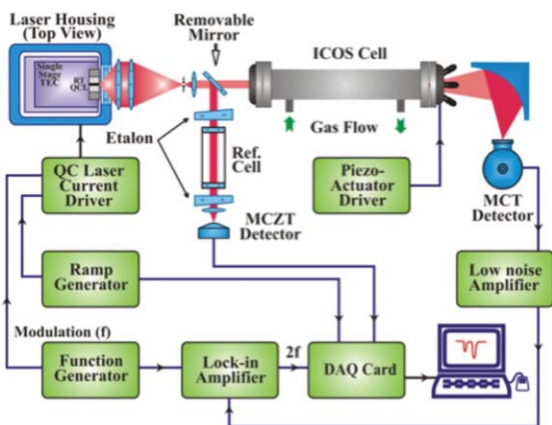 Laser Housing
(Top View)
Removable
Mirror
ICOS Cell
Single
Stage
TEC
RT
QCL
Etalon
Gas Flow
Ref.
Cell
QC Laser
Current
Driver
Piezo-
Actuator
Driver
MCT
Detector
MCZT
Detector
Ramp
Generator
Low noise
Amplifier
Modulation (f)
Function
Generator
Lock-in
Amplifier
2f
DAQ Card